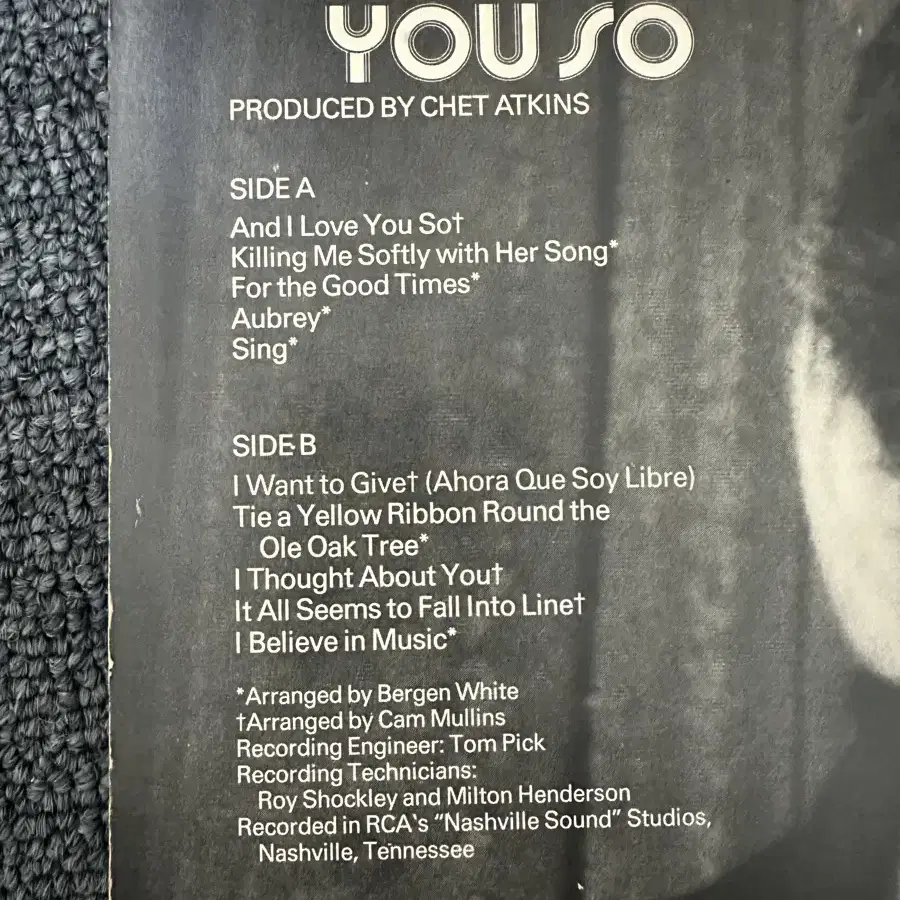 YOU SO
PRODUCED BY CHET ATKINS
SIDE A
And I Love You So†
Killing Me Softly with Her Song*
For the Good Times*
Aubrey*
Sing*
SIDE B
I Want to Give† (Ahora Que Soy Libre)
Tie a Yellow Ribbon Round the
Ole Oak Tree*
I Thought About You†
It All Seems to Fall Into Line†
I Believe in Music*
*Arranged by Bergen White
†Arranged by Cam Mullins
Recording Engineer: Tom Pick
Recording Technicians:
Roy Shockley and Milton Henderson
Recorded in RCA's "Nashville Sound" Studios,
Nashville, Tennessee